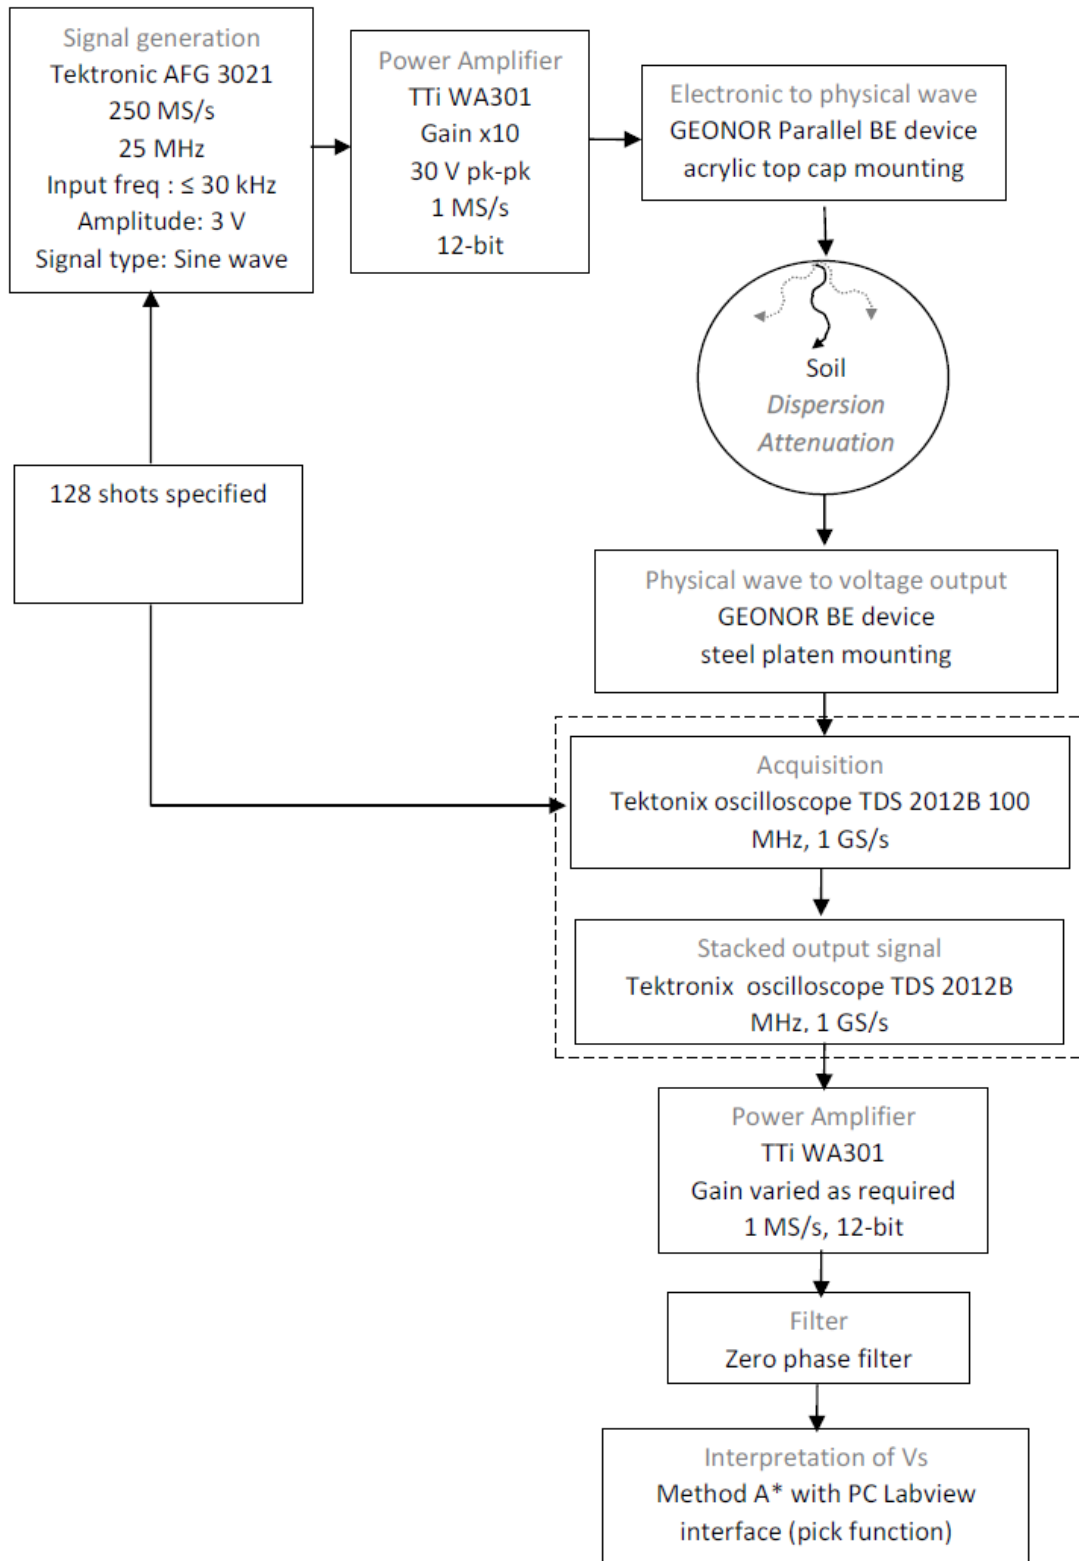 Signal generation
Tektronic AFG 3021
250 MS/s
25 MHz
Input freq : ≤ 30 kHz
Amplitude: 3 V
Signal type: Sine wave
Power Amplifier
TTi WA301
Gain x10
30 V pk-pk
1 MS/s
12-bit
Electronic to physical wave
GEONOR Parallel BE device
acrylic top cap mounting
Soil
Dispersion
Attenuation
128 shots specified
Physical wave to voltage output
GEONOR BE device
steel platen mounting
Acquisition
Tektonix oscilloscope TDS 2012B 100
MHz, 1 GS/s
Stacked output signal
Tektronix oscilloscope TDS 2012B
MHz, 1 GS/s
Power Amplifier
TTi WA301
Gain varied as required
1 MS/s, 12-bit
Filter
Zero phase filter
Interpretation of Vs
Method A* with PC Labview
interface (pick function)